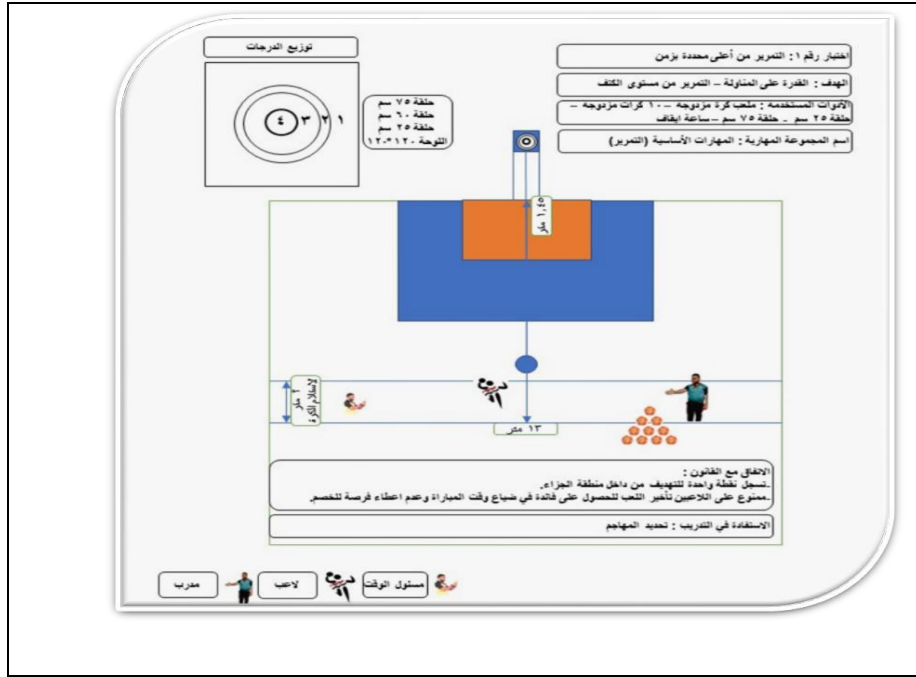 اختبار رقم ١ : التمرير من أعلى محددة بزمن
الهدف : القدرة على المناولة – التمرير من مستوى الكتف
الأدوات المستخدمه : ملعب كرة مزدوجه – ١٠ كرات مزدوجه –
حلقة ٢٥ سم - حلقة ٧٥ سم – ساعة ايقاف
اسم المجموعة المهارية : المهارات الأساسية (التمرير)
توزيع الدرجات
٤ ٣ ٢ ١
حلقة ٧٥ سم
حلقة ٦٠ سم
حلقة ٢٥ سم
اللوحة ١٢٠*١٢٠
١,٤٥ متر
٢ متر
لاستلام الكرة
١٣ متر
الاتفاق مع القانون :
-تسجل نقطة واحدة للتهديف من داخل منطقة الجزاء.
-ممنوع على اللاعبين تأخير اللعب للحصول على فائدة في ضياع وقت المباراة وعدم اعطاء فرصة للخصم.
الاستفادة في التدريب : تحديد المهاجم
مسئول الوقت
لاعب
مدرب